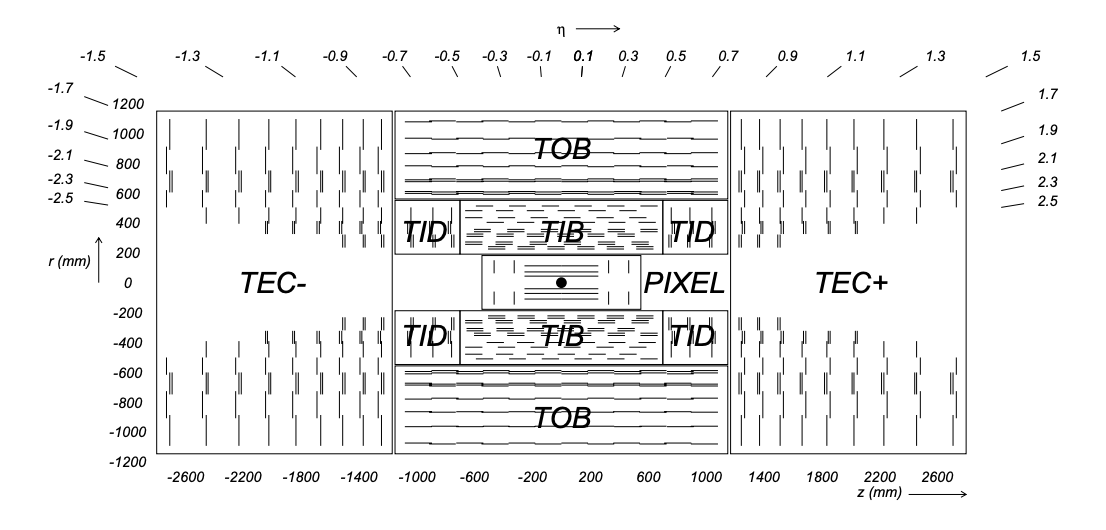 η
-1.5 -1.3 -1.1 -0.9 -0.7 -0.5 -0.3 -0.1 0.1 0.3 0.5 0.7 0.9 1.1 1.3 1.5
-1.7 1200 1.7
-1.9 1000 1.9
-2.1 800 TOB 2.1
-2.3 600 2.3
-2.5 2.5
400
TID TIB TID
200
r (mm)
0 TEC- PIXEL TEC+
-200
TID TIB TID
-400
-600
-800 TOB
-1000
-1200
-2600 -2200 -1800 -1400 -1000 -600 -200 200 600 1000 1400 1800 2200 2600
z (mm)